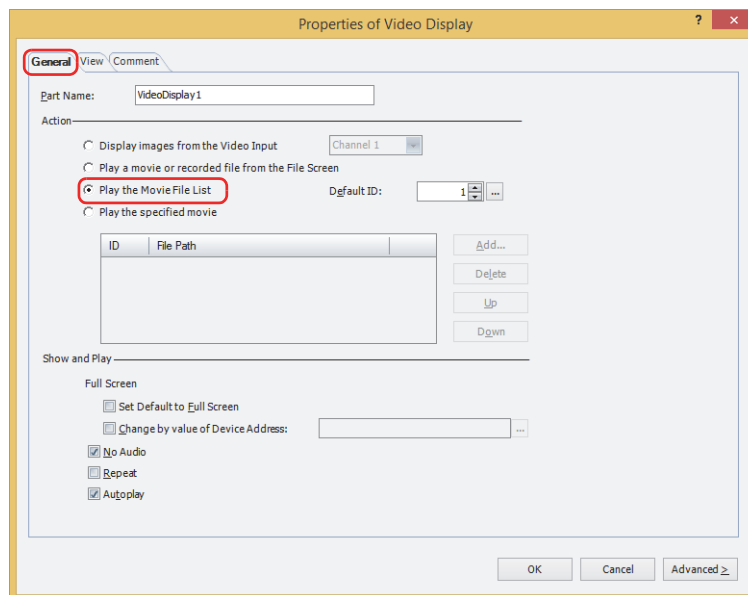 Properties of Video Display
?
General View Comment
Part Name: VideoDisplay1
Action
Display images from the Video Input Channel 1
Play a movie or recorded file from the File Screen
Play the Movie File List Default ID: 1 ...
Play the specified movie
ID File Path
Add...
Delete
Up
Down
Show and Play
Full Screen
Set Default to Full Screen
Change by value of Device Address: ...
No Audio
Repeat
Autoplay
OK Cancel Advanced >